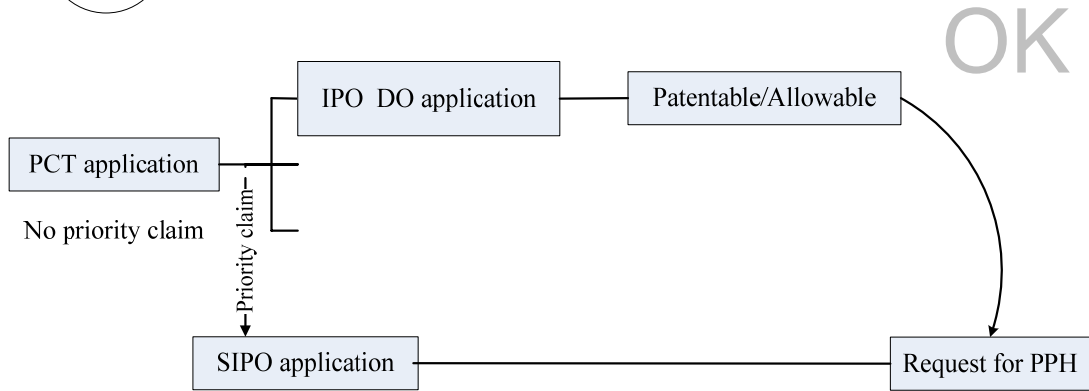 OK
IPO DO application
Patentable/Allowable
PCT application
No priority claim
Priority claim
SIPO application
Request for PPH